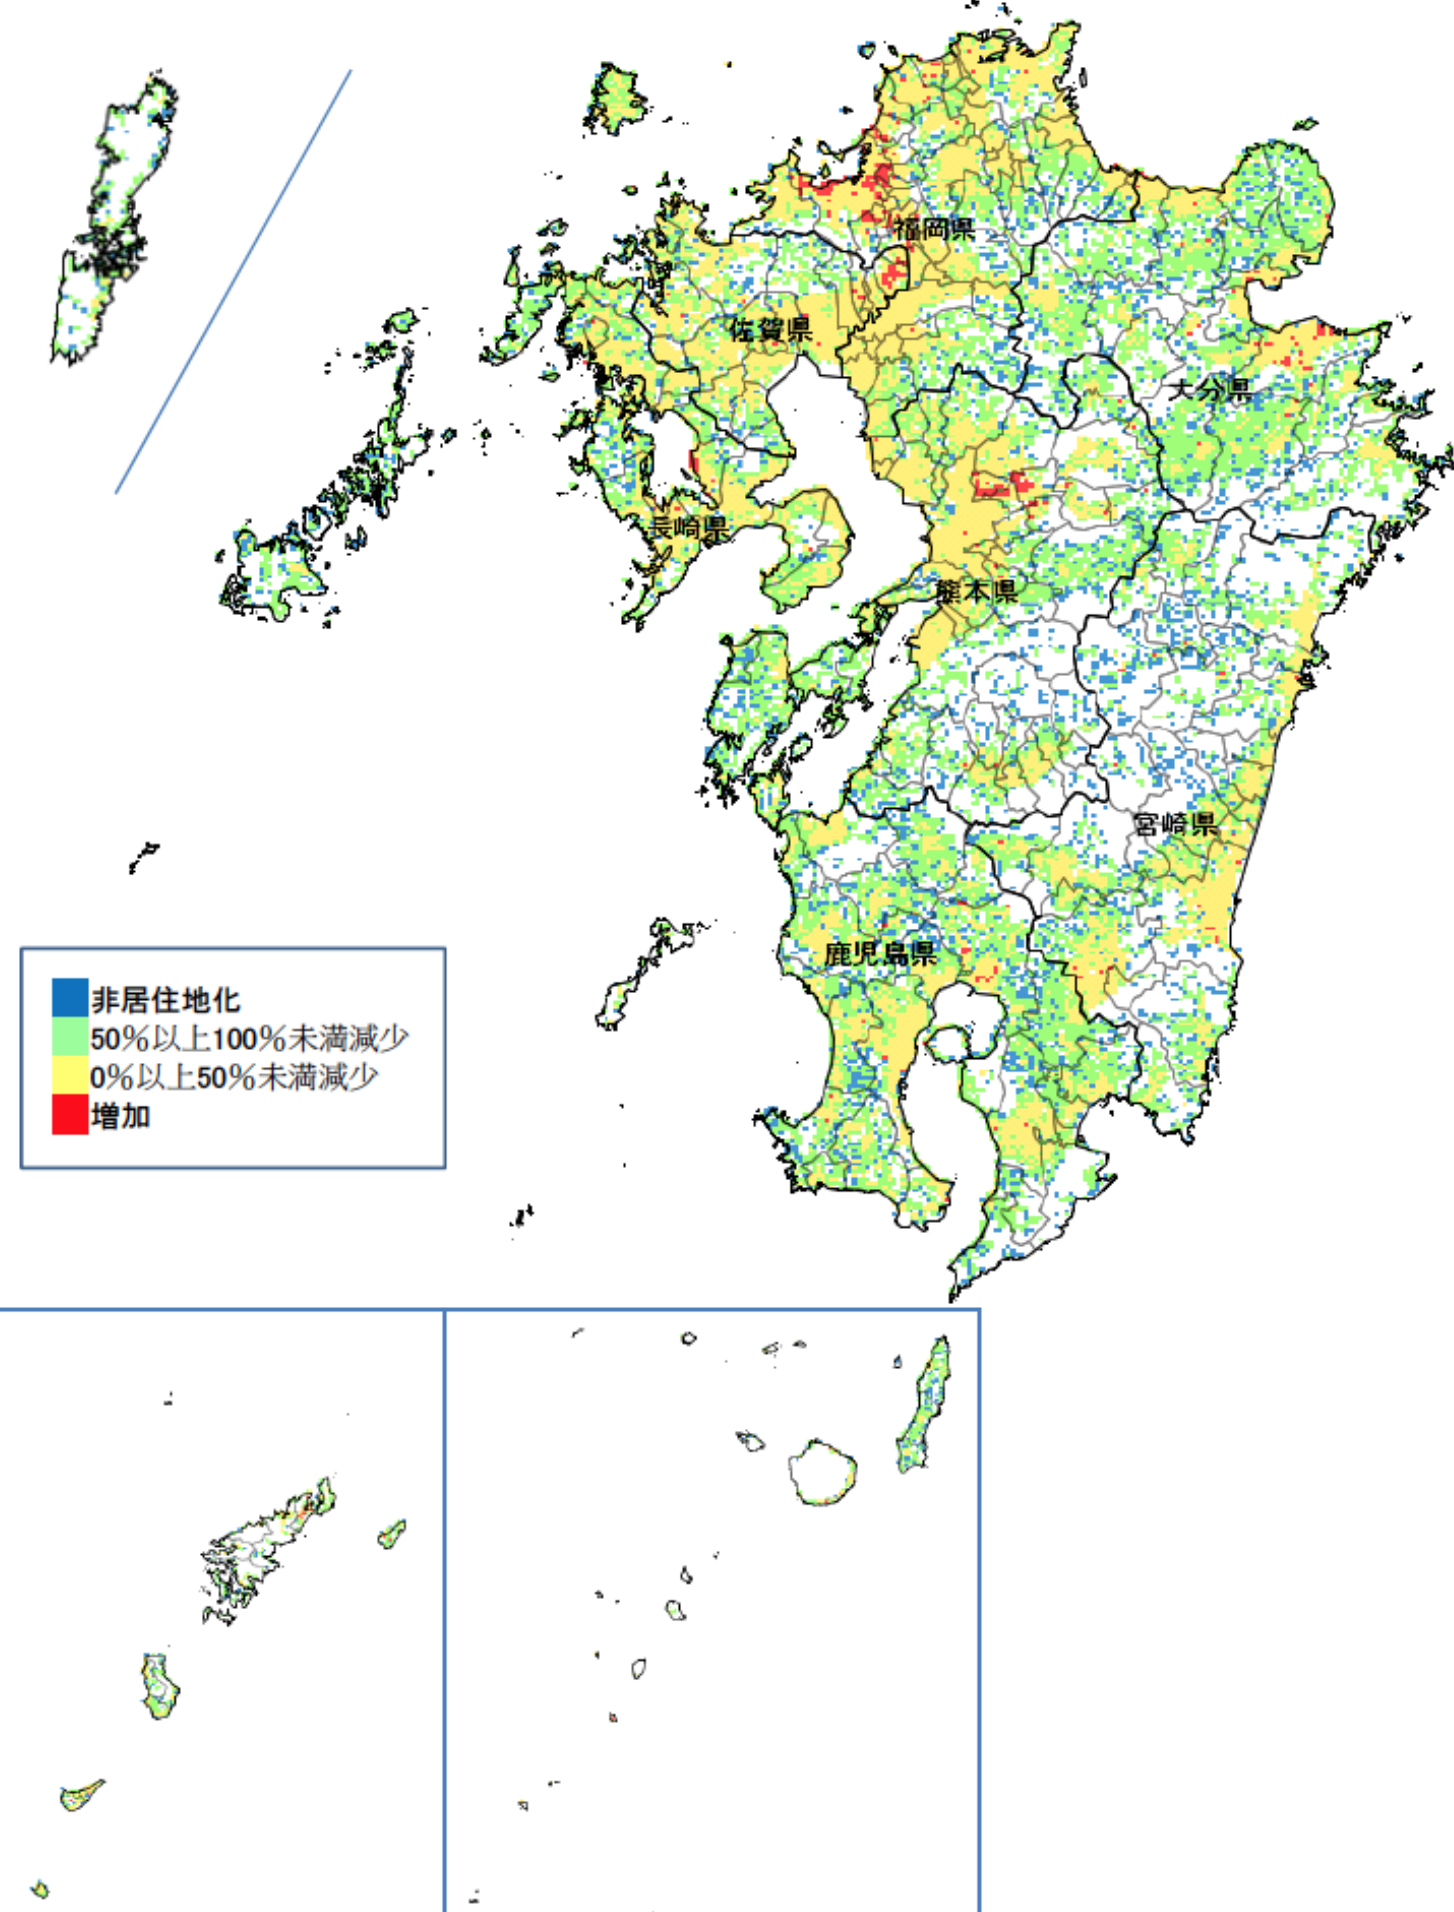 福岡県
佐賀県
大分県
長崎県
熊本県
宮崎県
鹿児島県
非居住地化
50%以上100%未満減少
0%以上50%未満減少
増加